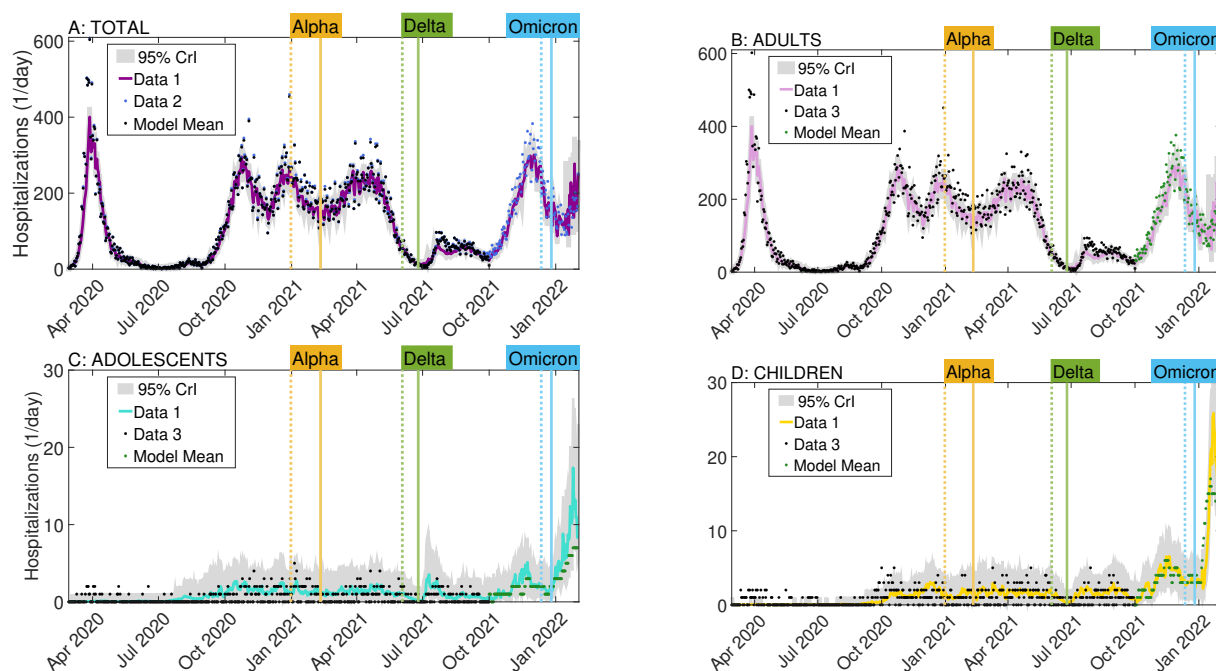 Alpha Delta Omicron
A: TOTAL
Hospitalizations (1/day)
600
400
200
0
95% CrI
Data 1
Data 2
Model Mean
Apr 2020 Jul 2020 Oct 2020 Jan 2021 Apr 2021 Jul 2021 Oct 2021 Jan 2022
Alpha Delta Omicron
B: ADULTS
600
400
200
0
95% CrI
Data 1
Data 3
Model Mean
Apr 2020 Jul 2020 Oct 2020 Jan 2021 Apr 2021 Jul 2021 Oct 2021 Jan 2022
Alpha Delta Omicron
C: ADOLESCENTS
Hospitalizations (1/day)
30
20
10
0
95% CrI
Data 1
Data 3
Model Mean
Apr 2020 Jul 2020 Oct 2020 Jan 2021 Apr 2021 Jul 2021 Oct 2021 Jan 2022
Alpha Delta Omicron
D: CHILDREN
30
20
10
0
95% CrI
Data 1
Data 3
Model Mean
Apr 2020 Jul 2020 Oct 2020 Jan 2021 Apr 2021 Jul 2021 Oct 2021 Jan 2022